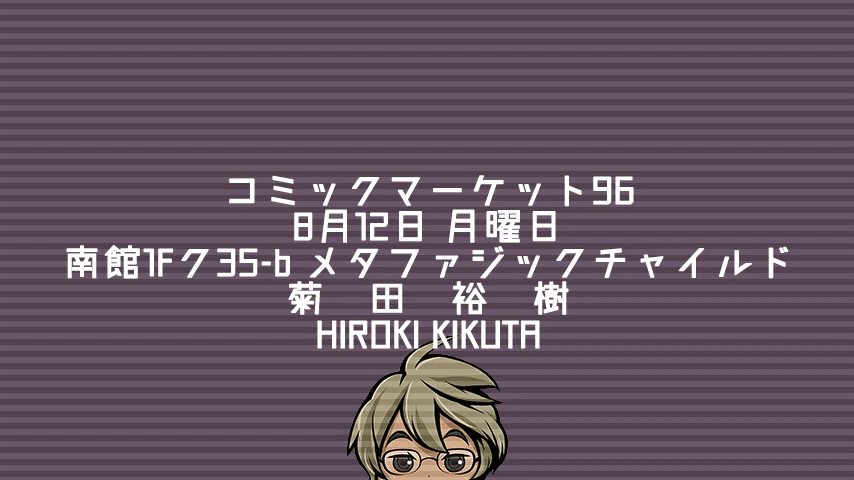 コミックマーケット96
8月12日 月曜日
南館1Fク35-b メタファジックチャイルド
菊 田 裕 樹
HIROKI KIKUTA